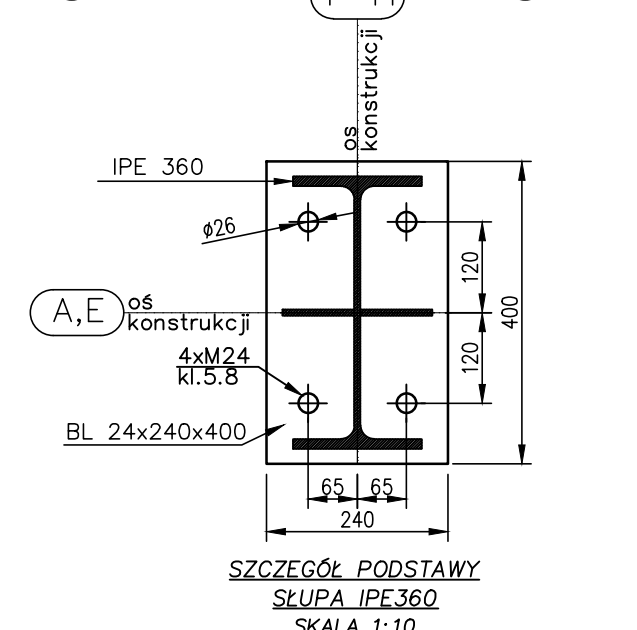 oś
konstrukcji
IPE 360
ø26
120
400
A,E
oś
konstrukcji
120
4xM24
kl.5.8
BL 24x240x400
65 65
240
SZCZEGÓŁ PODSTAWY
SŁUPA IPE360
SKALA 1:10